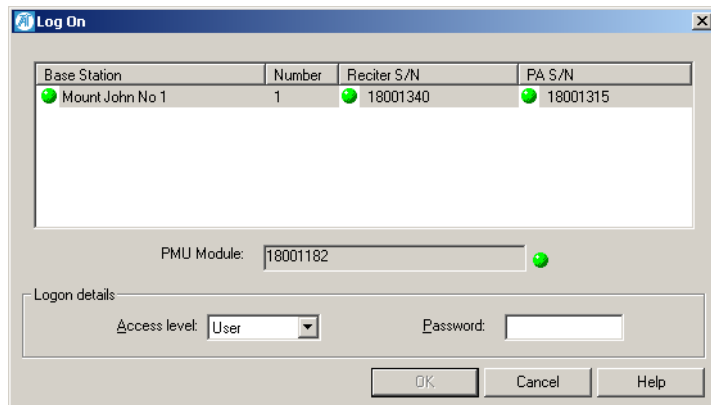 Log On
Base Station Number Reciter S/N PA S/N
Mount John No 1 1 18001340 18001315
PMU Module: 18001182
Logon details
Access level: User Password:
OK Cancel Help